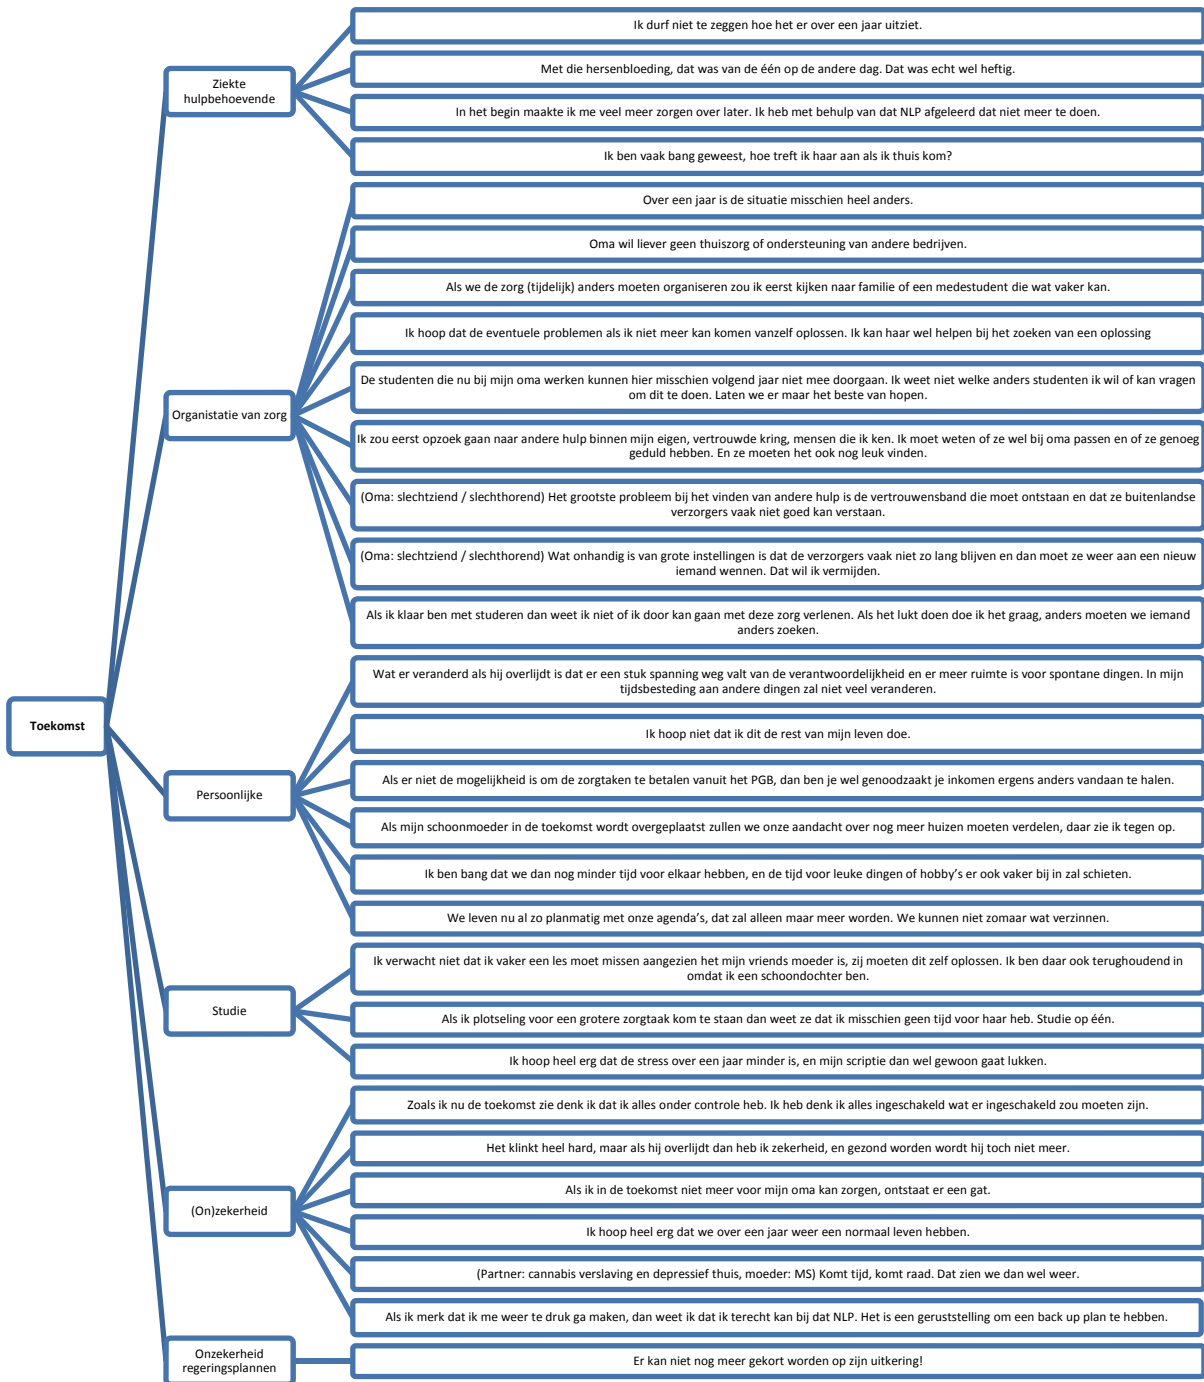 Toekomst
Ziekte
hulpbehoevende
Ik durf niet te zeggen hoe het er over een jaar uitziet.
Met die hersenbloeding, dat was van de één op de andere dag. Dat was echt wel heftig.
In het begin maakte ik me veel meer zorgen over later. Ik heb met behulp van dat NLP afgeleerd dat niet meer te doen.
Ik ben vaak bang geweest, hoe treft ik haar aan als ik thuis kom?
Organistatie van zorg
Over een jaar is de situatie misschien heel anders.
Oma wil liever geen thuiszorg of ondersteuning van andere bedrijven.
Als we de zorg (tijdelijk) anders moeten organiseren zou ik eerst kijken naar familie of een medestudent die wat vaker kan.
Ik hoop dat de eventuele problemen als ik niet meer kan komen vanzelf oplossen. Ik kan haar wel helpen bij het zoeken van een oplossing
De studenten die nu bij mijn oma werken kunnen hier misschien volgend jaar niet mee doorgaan. Ik weet niet welke anders studenten ik wil of kan vragen
om dit te doen. Laten we er maar het beste van hopen.
Ik zou eerst opzoek gaan naar andere hulp binnen mijn eigen, vertrouwde kring, mensen die ik ken. Ik moet weten of ze wel bij oma passen en of ze genoeg
geduld hebben. En ze moeten het ook nog leuk vinden.
(Oma: slechtziend / slechthorend) Het grootste probleem bij het vinden van andere hulp is de vertrouwensband die moet ontstaan en dat ze buitenlandse
verzorgers vaak niet goed kan verstaan.
(Oma: slechtziend / slechthorend) Wat onhandig is van grote instellingen is dat de verzorgers vaak niet zo lang blijven en dan moet ze weer aan een nieuw
iemand wennen. Dat wil ik vermijden.
Als ik klaar ben met studeren dan weet ik niet of ik door kan gaan met deze zorg verlenen. Als het lukt doen doe ik het graag, anders moeten we iemand
anders zoeken.
Persoonlijke
Wat er veranderd als hij overlijdt is dat er een stuk spanning weg valt van de verantwoordelijkheid en er meer ruimte is voor spontane dingen. In mijn
tijdsbesteding aan andere dingen zal niet veel veranderen.
Ik hoop niet dat ik dit de rest van mijn leven doe.
Als er niet de mogelijkheid is om de zorgtaken te betalen vanuit het PGB, dan ben je wel genoodzaakt je inkomen ergens anders vandaan te halen.
Als mijn schoonmoeder in de toekomst wordt overgeplaatst zullen we onze aandacht over nog meer huizen moeten verdelen, daar zie ik tegen op.
Ik ben bang dat we dan nog minder tijd voor elkaar hebben, en de tijd voor leuke dingen of hobby’s er ook vaker bij in zal schieten.
We leven nu al zo planmatig met onze agenda’s, dat zal alleen maar meer worden. We kunnen niet zomaar wat verzinnen.
Studie
Ik verwacht niet dat ik vaker een les moet missen aangezien het mijn vriends moeder is, zij moeten dit zelf oplossen. Ik ben daar ook terughoudend in
omdat ik een schoondochter ben.
Als ik plotseling voor een grotere zorgtaak kom te staan dan weet ze dat ik misschien geen tijd voor haar heb. Studie op één.
Ik hoop heel erg dat de stress over een jaar minder is, en mijn scriptie dan wel gewoon gaat lukken.
(On)zekerheid
Zoals ik nu de toekomst zie denk ik dat ik alles onder controle heb. Ik heb denk ik alles ingeschakeld wat er ingeschakeld zou moeten zijn.
Het klinkt heel hard, maar als hij overlijdt dan heb ik zekerheid, en gezond worden wordt hij toch niet meer.
Als ik in de toekomst niet meer voor mijn oma kan zorgen, ontstaat er een gat.
Ik hoop heel erg dat we over een jaar weer een normaal leven hebben.
(Partner: cannabis verslaving en depressief thuis, moeder: MS) Komt tijd, komt raad. Dat zien we dan wel weer.
Als ik merk dat ik me weer te druk ga maken, dan weet ik dat ik terecht kan bij dat NLP. Het is een geruststelling om een back up plan te hebben.
Onzekerheid
regeringsplannen
Er kan niet nog meer gekort worden op zijn uitkering!